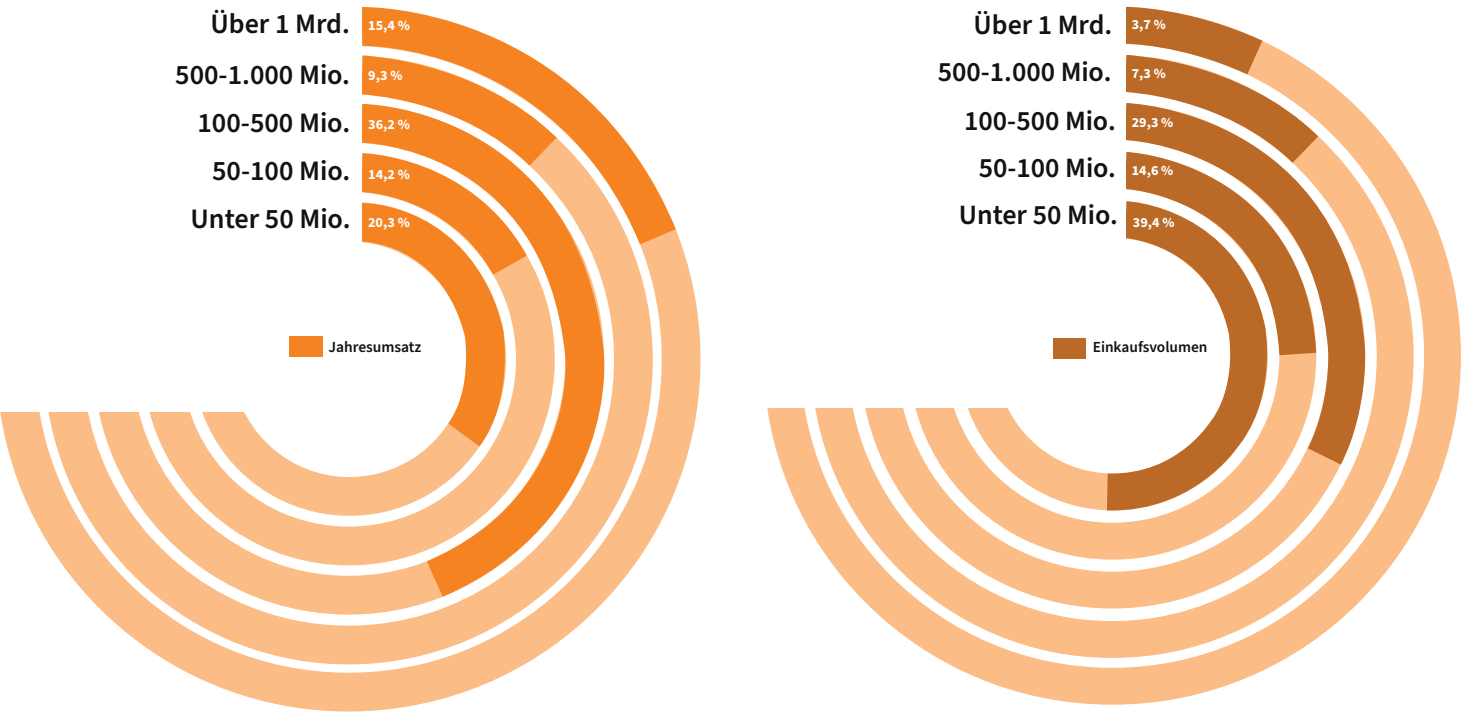 Über 1 Mrd.
15,4 %
500-1.000 Mio.
9,3 %
100-500 Mio.
36,2 %
50-100 Mio.
14,2 %
Unter 50 Mio.
20,3 %
Jahresumsatz
Über 1 Mrd.
3,7 %
500-1.000 Mio.
7,3 %
100-500 Mio.
29,3 %
50-100 Mio.
14,6 %
Unter 50 Mio.
39,4 %
Einkaufsvolumen